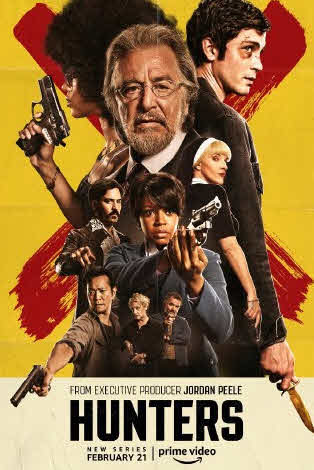 FROM EXECUTIVE PRODUCER JORDAN PEELE
HUNTERS
NEW SERIES
FEBRUARY 21
prime video